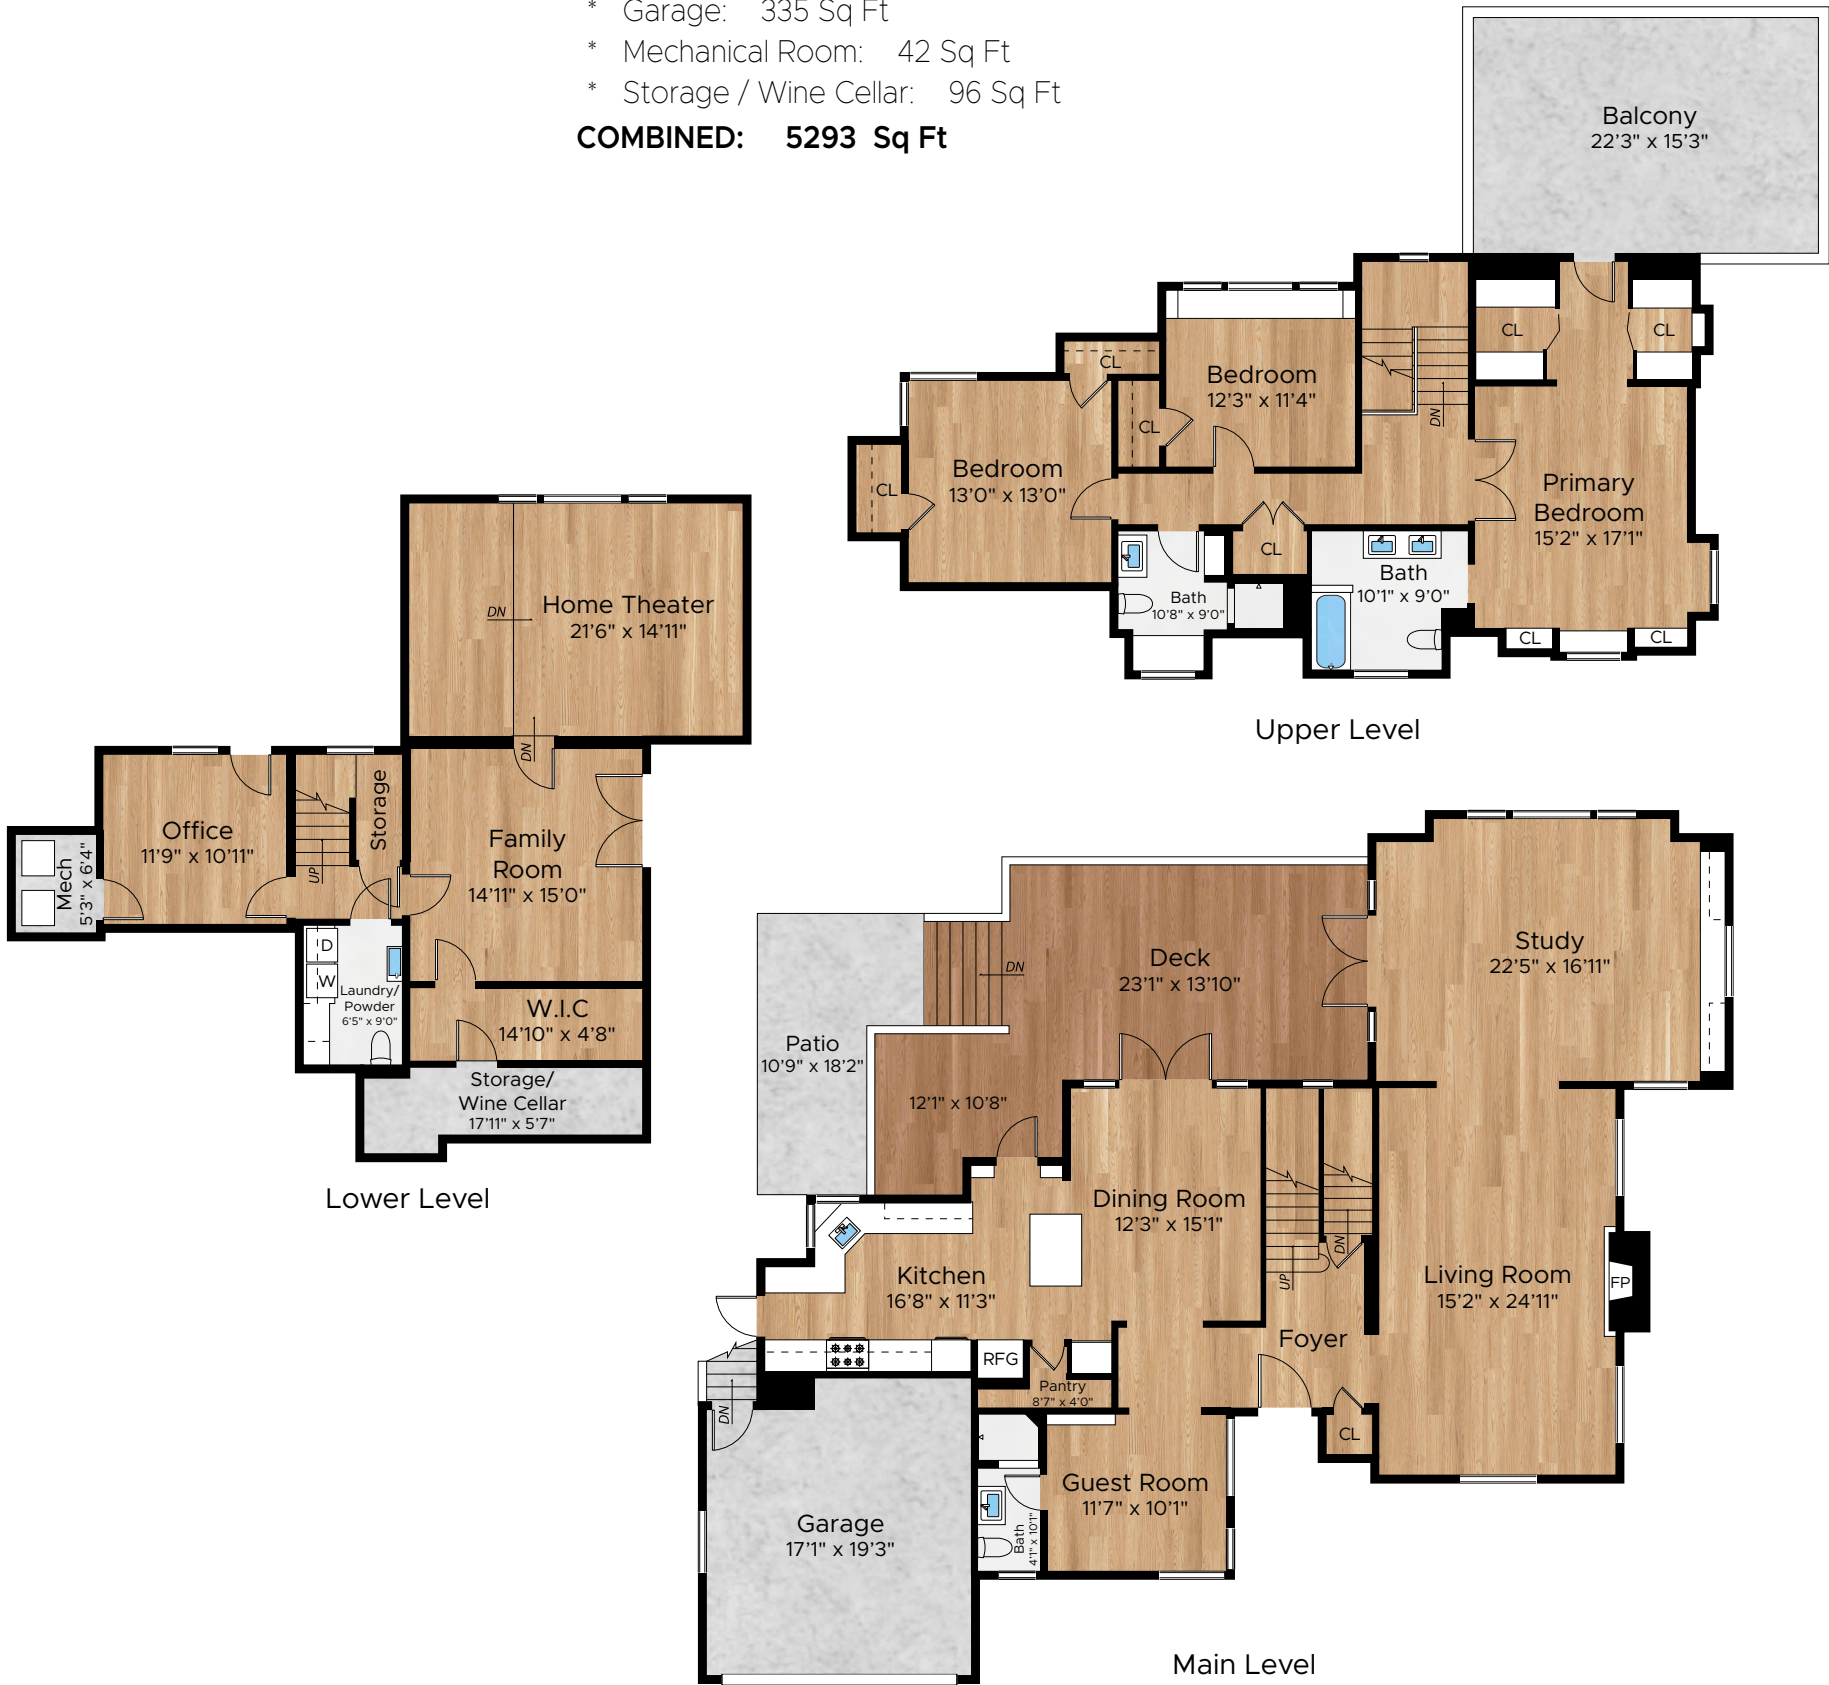 * Garage: 335 Sq Ft
* Mechanical Room: 42 Sq Ft
* Storage / Wine Cellar: 96 Sq Ft
COMBINED: 5293 Sq Ft
Balcony
22'3" x 15'3"
CL
CL
CL
Bedroom
12'3" x 11'4"
CL
DN
Bedroom
13'0" x 13'0"
CL
Primary
Bedroom
15'2" x 17'1"
CL
Bath
10'8" x 9'0"
Bath
10'1" x 9'0"
CL
CL
Upper Level
Home Theater
21'6" x 14'11"
DN
DN
Office
11'9" x 10'11"
Storage
UP
Mech
5'3" x 6'4"
Family
Room
14'11" x 15'0"
D
W
Laundry/
Powder
6'5" x 9'0"
W.I.C
14'10" x 4'8"
Storage/
Wine Cellar
17'11" x 5'7"
Lower Level
Deck
23'1" x 13'10"
DN
Study
22'5" x 16'11"
Patio
10'9" x 18'2"
12'1" x 10'8"
Dining Room
12'3" x 15'1"
Kitchen
16'8" x 11'3"
UP
DN
Living Room
15'2" x 24'11"
FP
Foyer
RFG
Pantry
8'7" x 4'0"
DN
CL
Guest Room
11'7" x 10'1"
Bath
4'1" x 10'1"
Garage
17'1" x 19'3"
Main Level